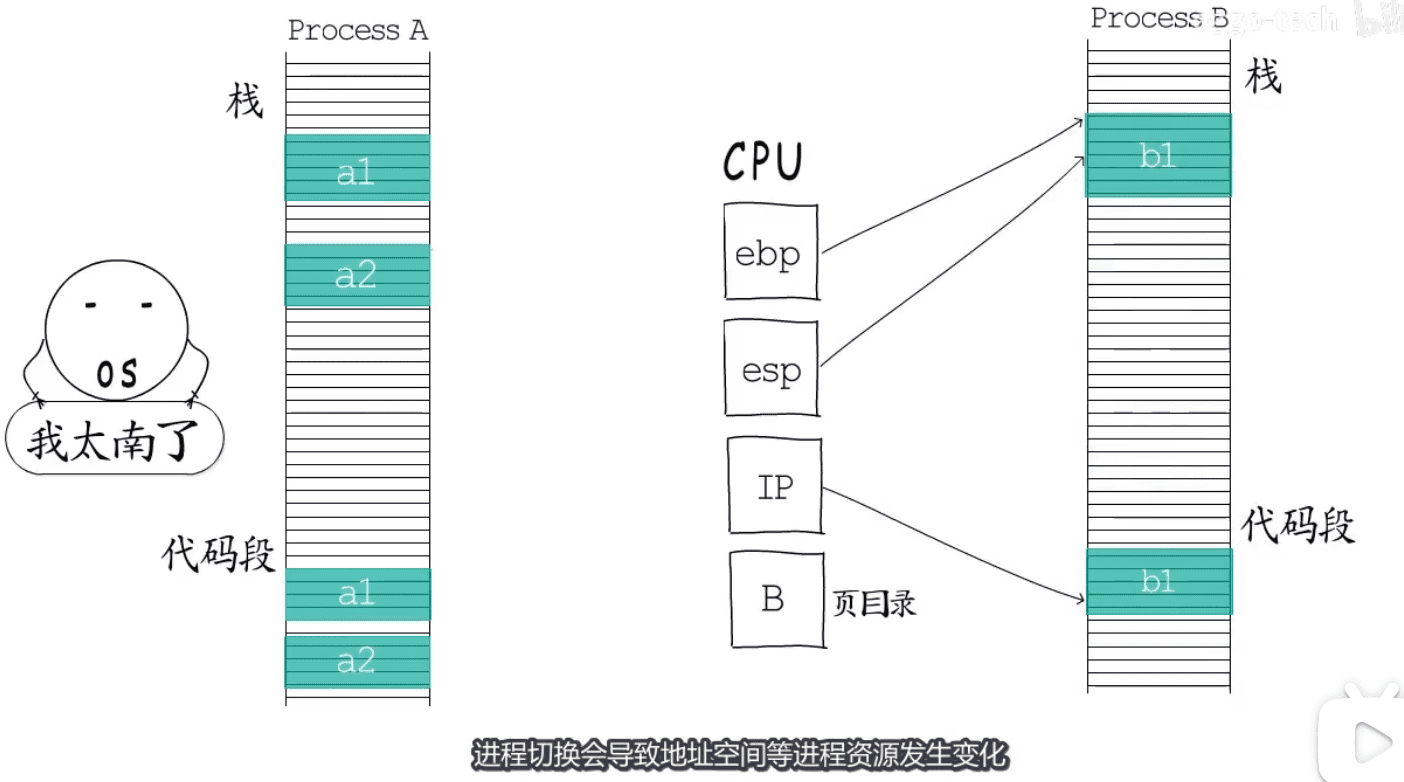 Process A
栈
a1
a2
OS
我太南了
代码段
a1
a2
CPU
ebp
esp
IP
B
页目录
Process B
栈
b1
代码段
b1
进程切换会导致地址空间等进程资源发生变化